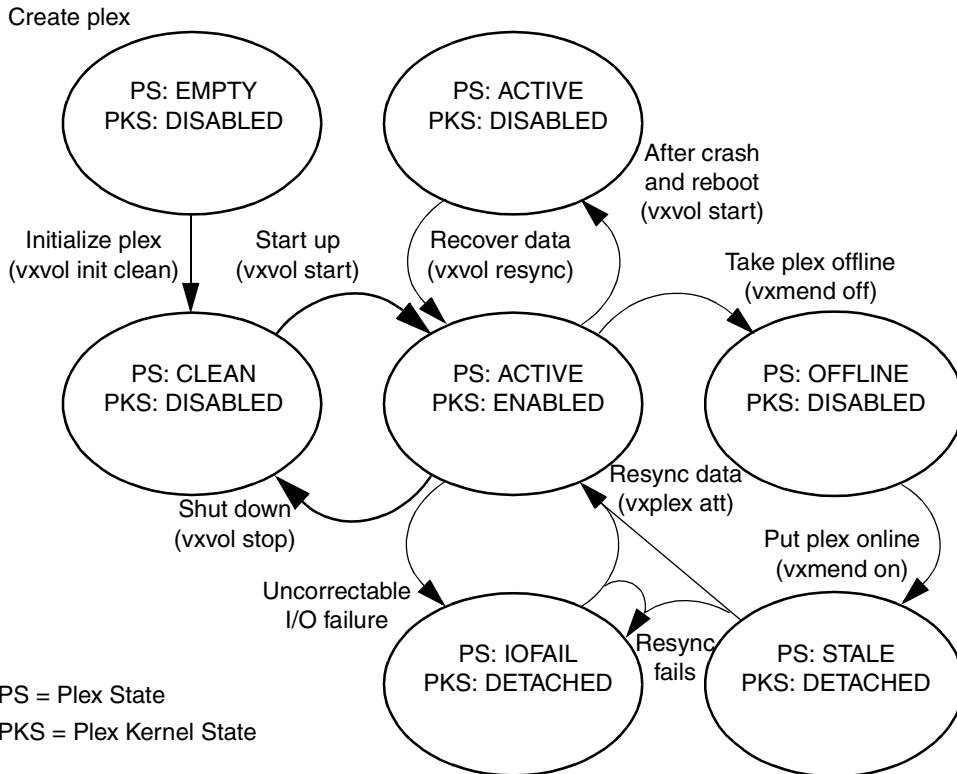 Create plex
PS: EMPTY
PKS: DISABLED
PS: ACTIVE
PKS: DISABLED
After crash
and reboot
(vxvol start)
Initialize plex
(vxvol init clean)
Start up
(vxvol start)
Recover data
(vxvol resync)
Take plex offline
(vxmend off)
PS: CLEAN
PKS: DISABLED
PS: ACTIVE
PKS: ENABLED
PS: OFFLINE
PKS: DISABLED
Shut down
(vxvol stop)
Resync data
(vxplex att)
Put plex online
(vxmend on)
Uncorrectable
I/O failure
PS: IOFAIL
PKS: DETACHED
Resync
fails
PS: STALE
PKS: DETACHED
PS = Plex State
PKS = Plex Kernel State